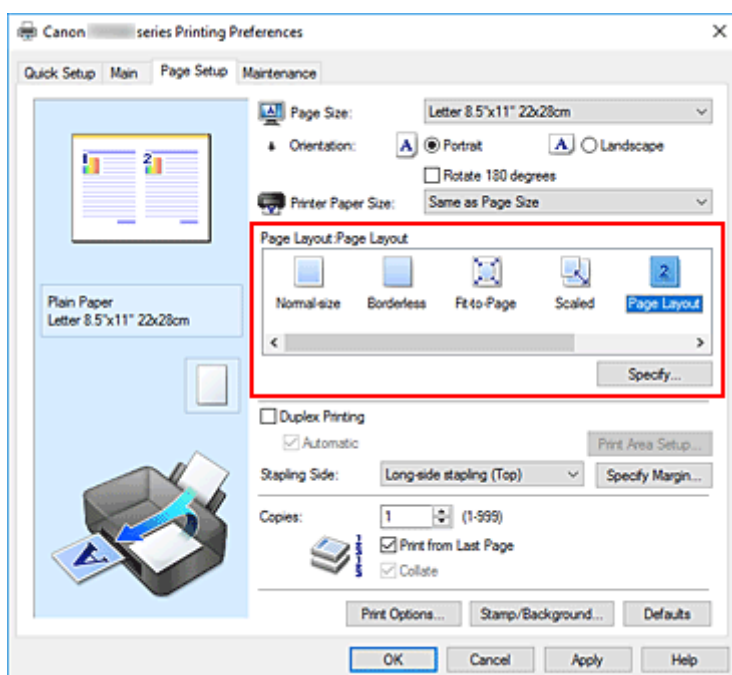 Canon series Printing Preferences
Quick Setup Main Page Setup Maintenance
1 2
Plain Paper
Letter 8.5"x11" 22x28cm
Page Size: Letter 8.5"x11" 22x28cm
Orientation: A Portrait A Landscape
Rotate 180 degrees
Printer Paper Size: Same as Page Size
Page Layout:Page Layout
2
Normal-size Borderless Fit-to-Page Scaled Page Layout
Specify...
Duplex Printing
Automatic
Print Area Setup...
Stapling Side: Long-side stapling (Top) Specify Margin...
Copies: 1 (1-999)
Print from Last Page
Collate
A
Print Options... Stamp/Background... Defaults
OK Cancel Apply Help